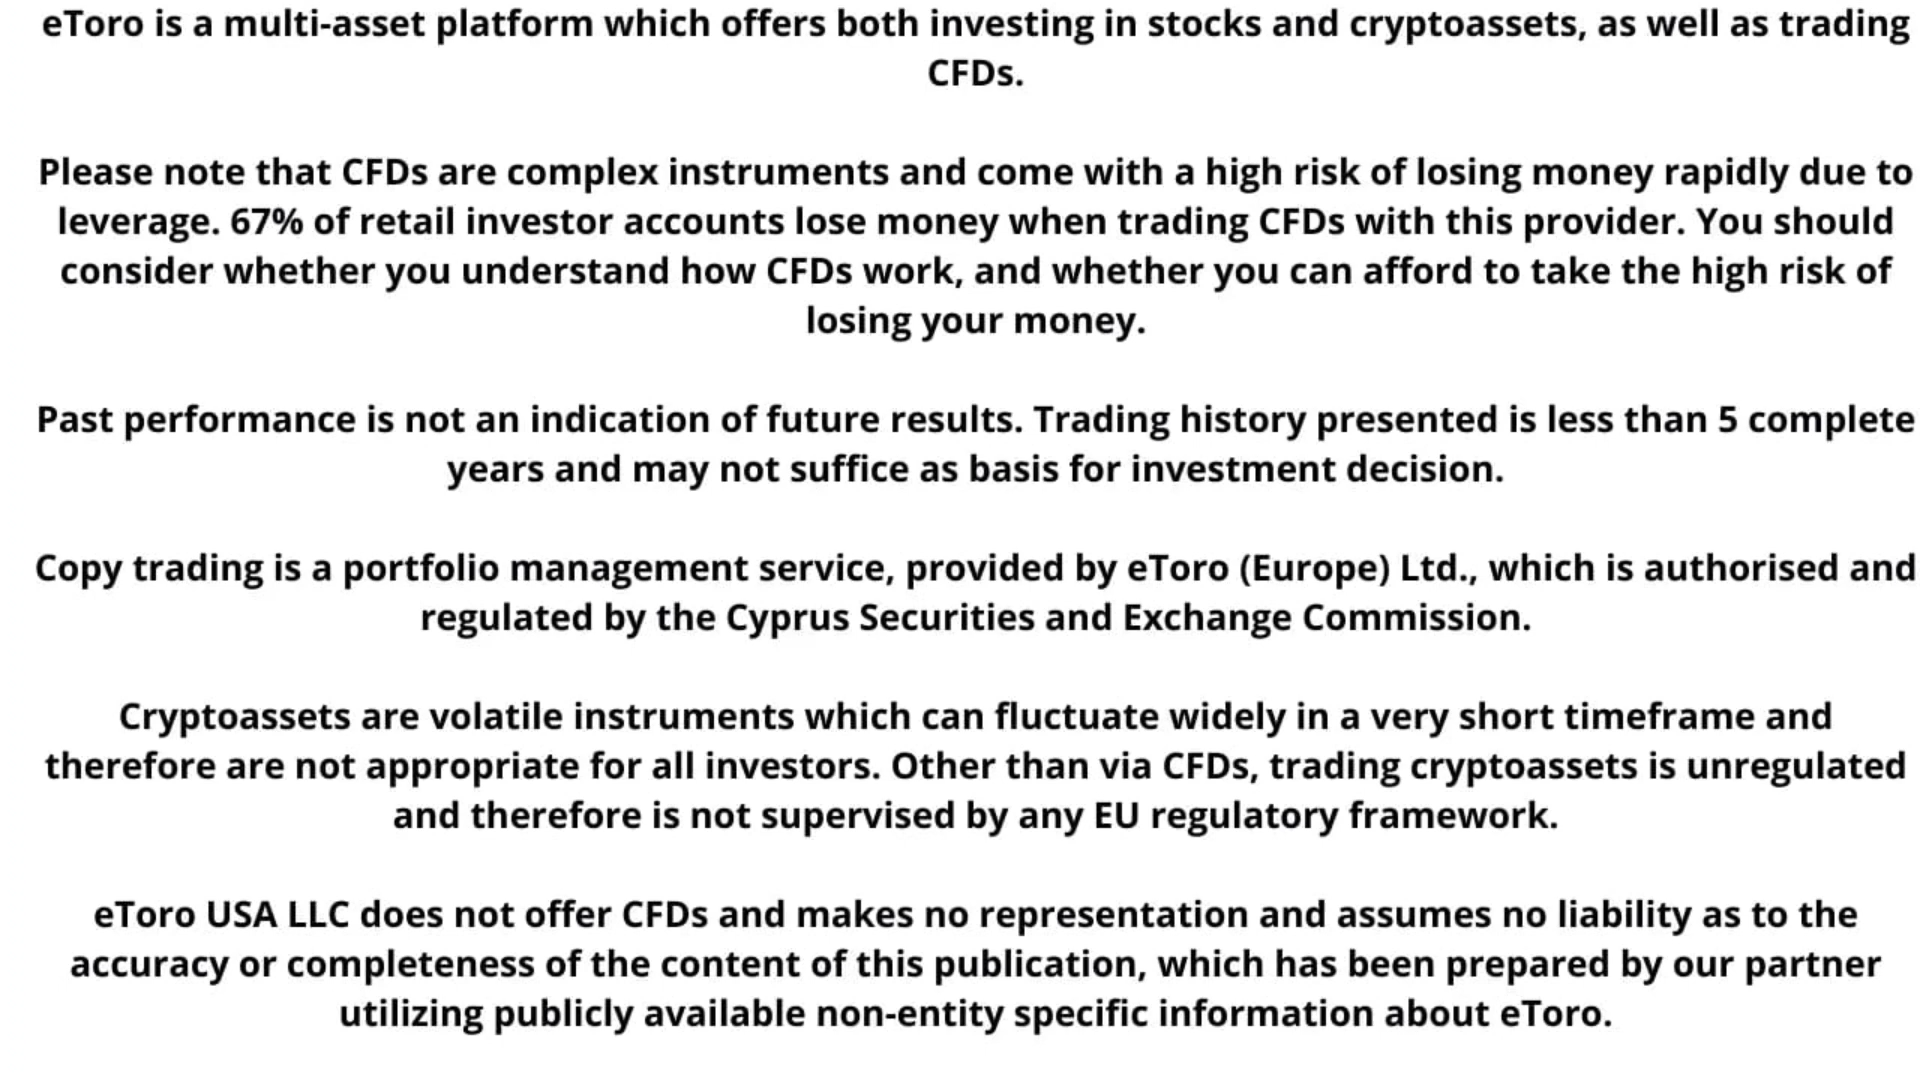 eToro is a multi-asset platform which offers both investing in stocks and cryptoassets, as well as trading
CFDs.
Please note that CFDs are complex instruments and come with a high risk of losing money rapidly due to
leverage. 67% of retail investor accounts lose money when trading CFDs with this provider. You should
consider whether you understand how CFDs work, and whether you can afford to take the high risk of
losing your money.
Past performance is not an indication of future results. Trading history presented is less than 5 complete
years and may not suffice as basis for investment decision.
Copy trading is a portfolio management service, provided by eToro (Europe) Ltd., which is authorised and
regulated by the Cyprus Securities and Exchange Commission.
Cryptoassets are volatile instruments which can fluctuate widely in a very short timeframe and
therefore are not appropriate for all investors. Other than via CFDs, trading cryptoassets is unregulated
and therefore is not supervised by any EU regulatory framework.
eToro USA LLC does not offer CFDs and makes no representation and assumes no liability as to the
accuracy or completeness of the content of this publication, which has been prepared by our partner
utilizing publicly available non-entity specific information about eToro.